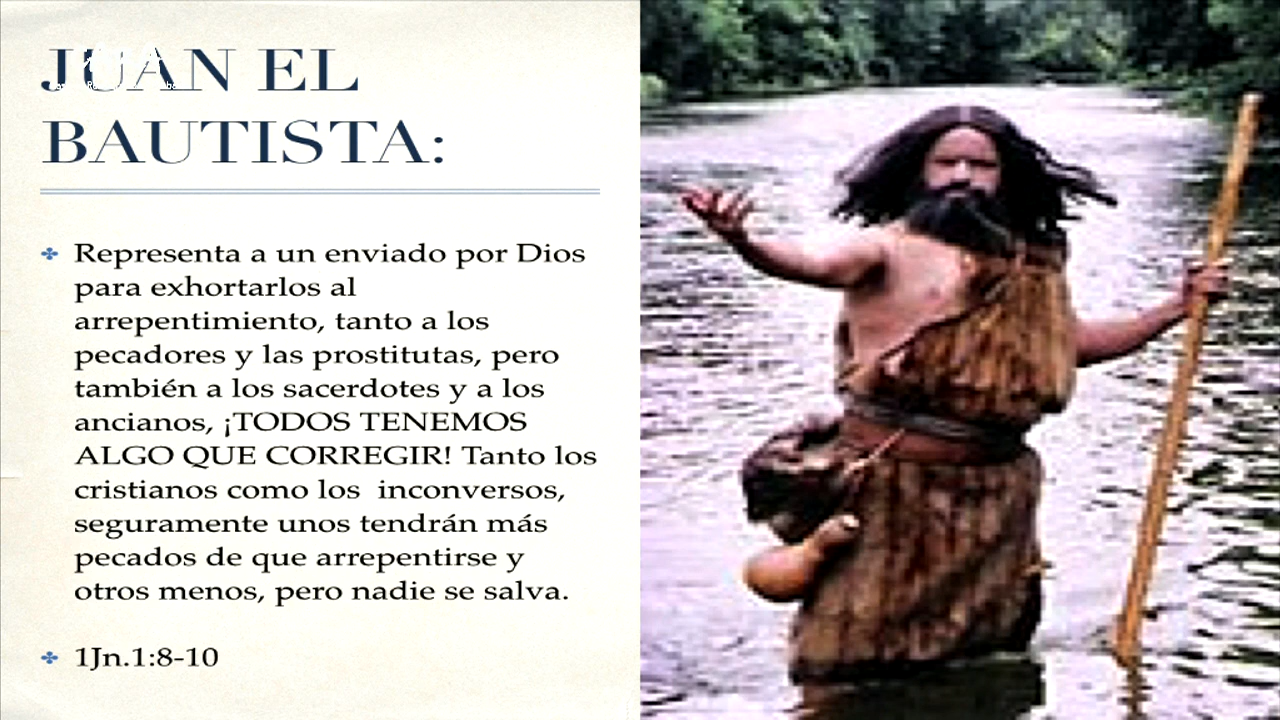 JUAN EL
BAUTISTA:
Representa a un enviado por Dios
para exhortarlos al
arrepentimiento, tanto a los
pecadores y las prostitutas, pero
también a los sacerdotes y a los
ancianos, ¡TODOS TENEMOS
ALGO QUE CORREGIR! Tanto los
cristianos como los  inconversos,
seguramente unos tendrán más
pecados de que arrepentirse y
otros menos, pero nadie se salva.
1Jn.1:8-10